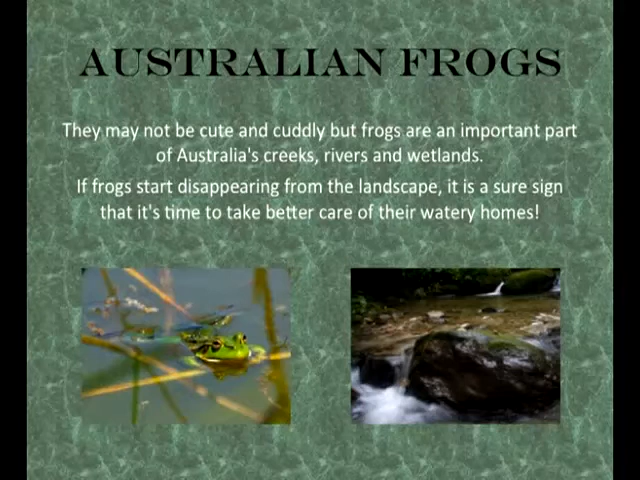 AUSTRALIAN FROGS
They may not be cute and cuddly but frogs are an important part
of Australia's creeks, rivers and wetlands.
If frogs start disappearing from the landscape, it is a sure sign
that it's time to take better care of their watery homes!